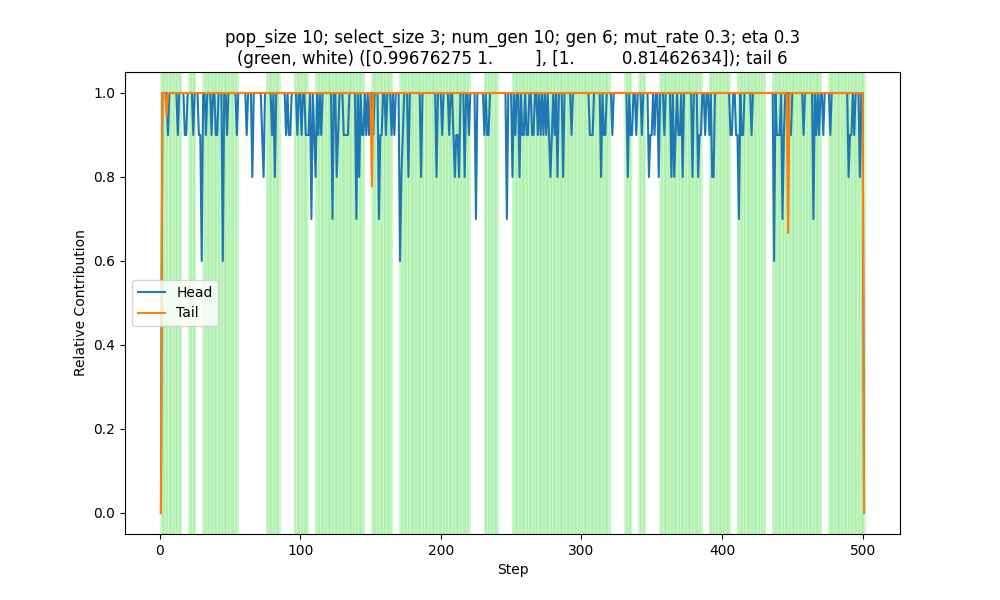 pop_size 10; select_size 3; num_gen 10; gen 6; mut_rate 0.3; eta 0.3
(green, white) ([0.99676275 1.        ], [1.         0.81462634]); tail 6
1.0
0.8
0.6
0.4
0.2
0.0
Relative Contribution
Head
Tail
0 100 200 300 400 500
Step